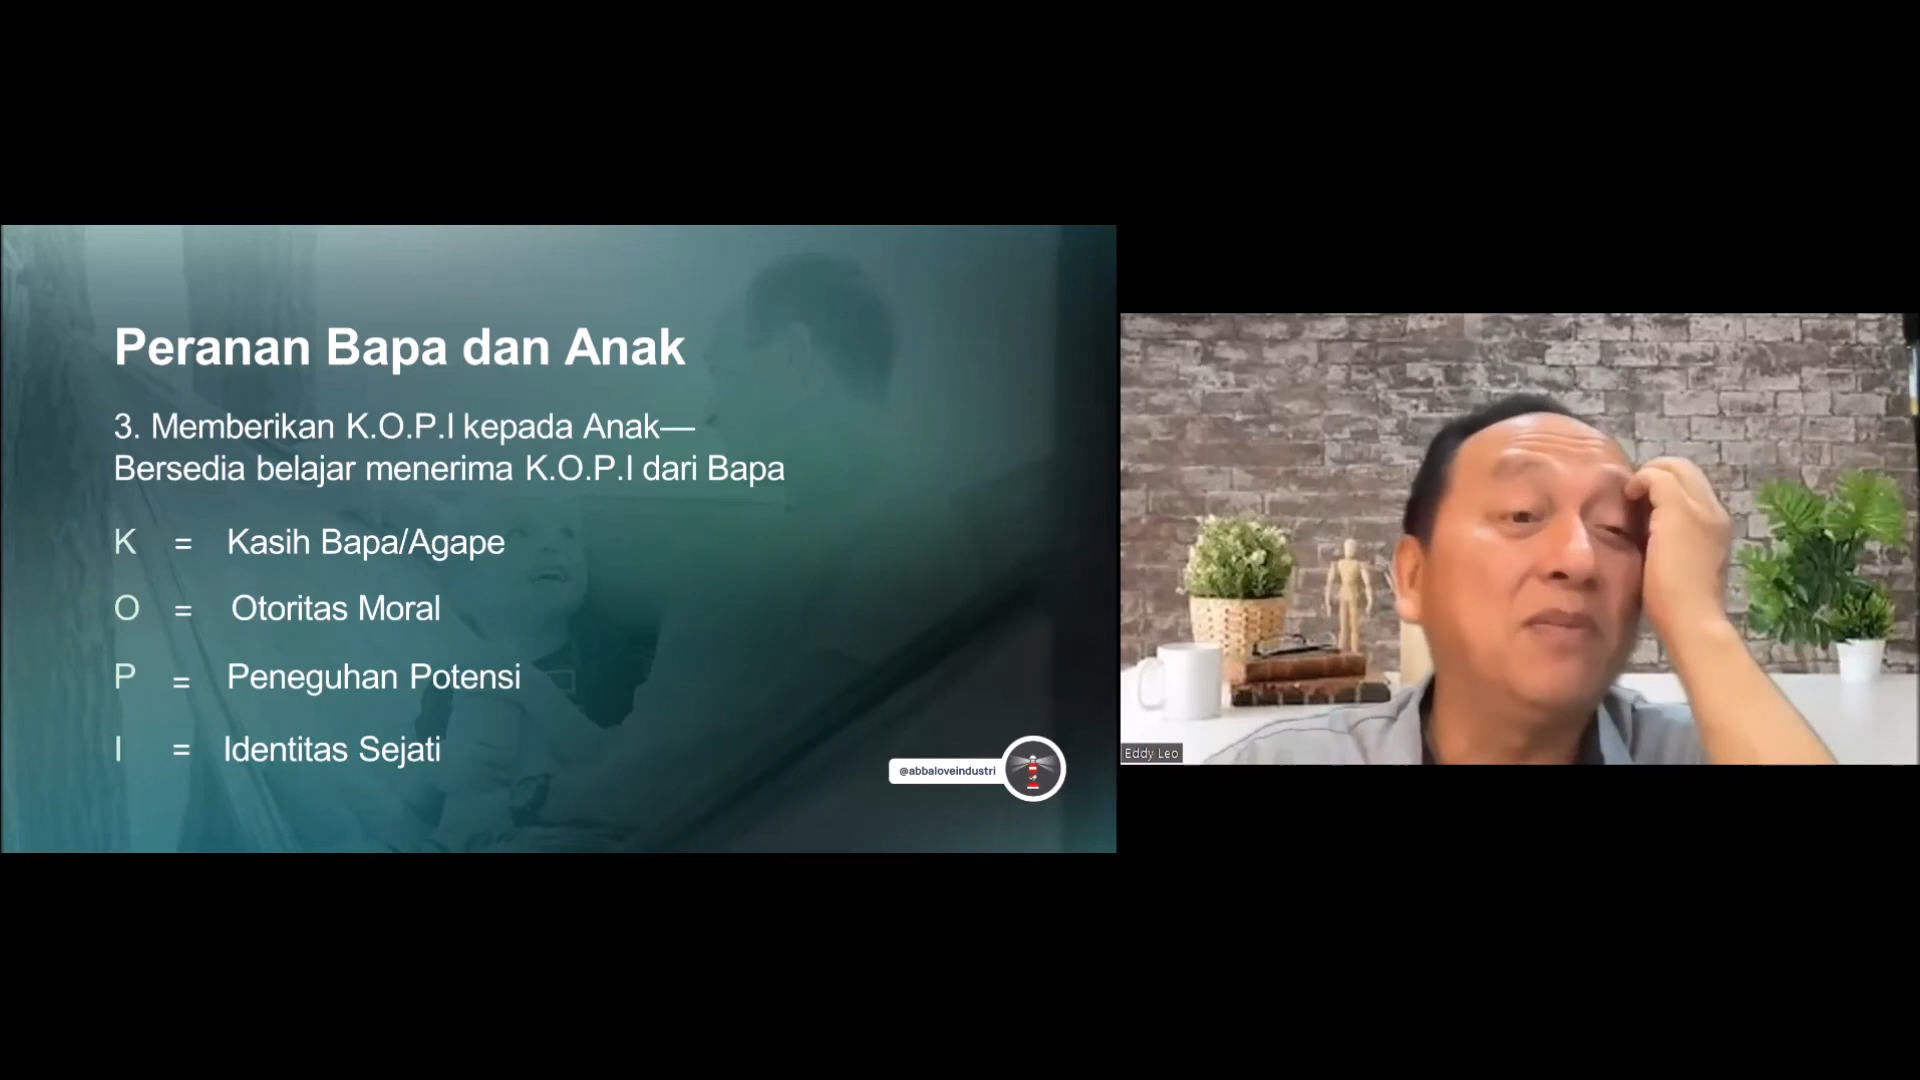 Peranan Bapa dan Anak
3. Memberikan K.O.P.I kepada Anak—
Bersedia belajar menerima K.O.P.I dari Bapa
K = Kasih Bapa/Agape
O = Otoritas Moral
P = Peneguhan Potensi
I = Identitas Sejati
@abbaloveindustri
Eddy Leo